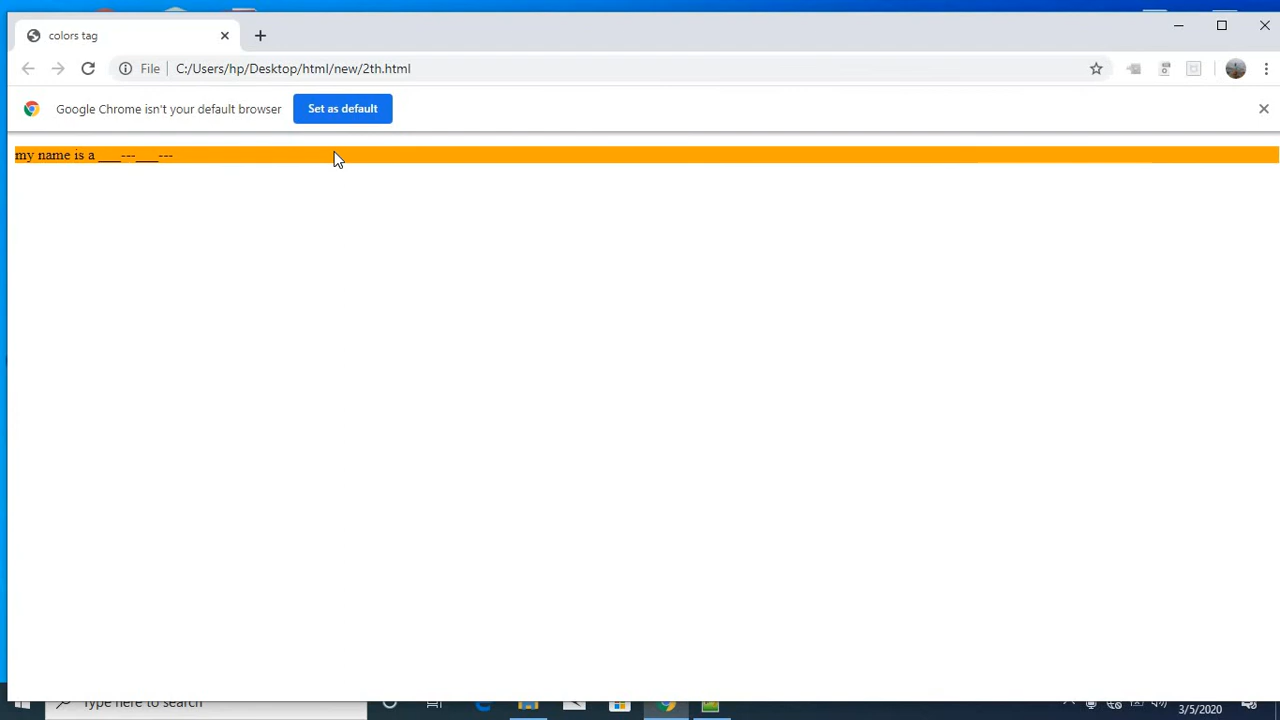 colors tag
File
C:/Users/hp/Desktop/html/new/2th.html
Google Chrome isn't your default browser
Set as default
my name is a ___---___---
Type here to search
3/5/2020